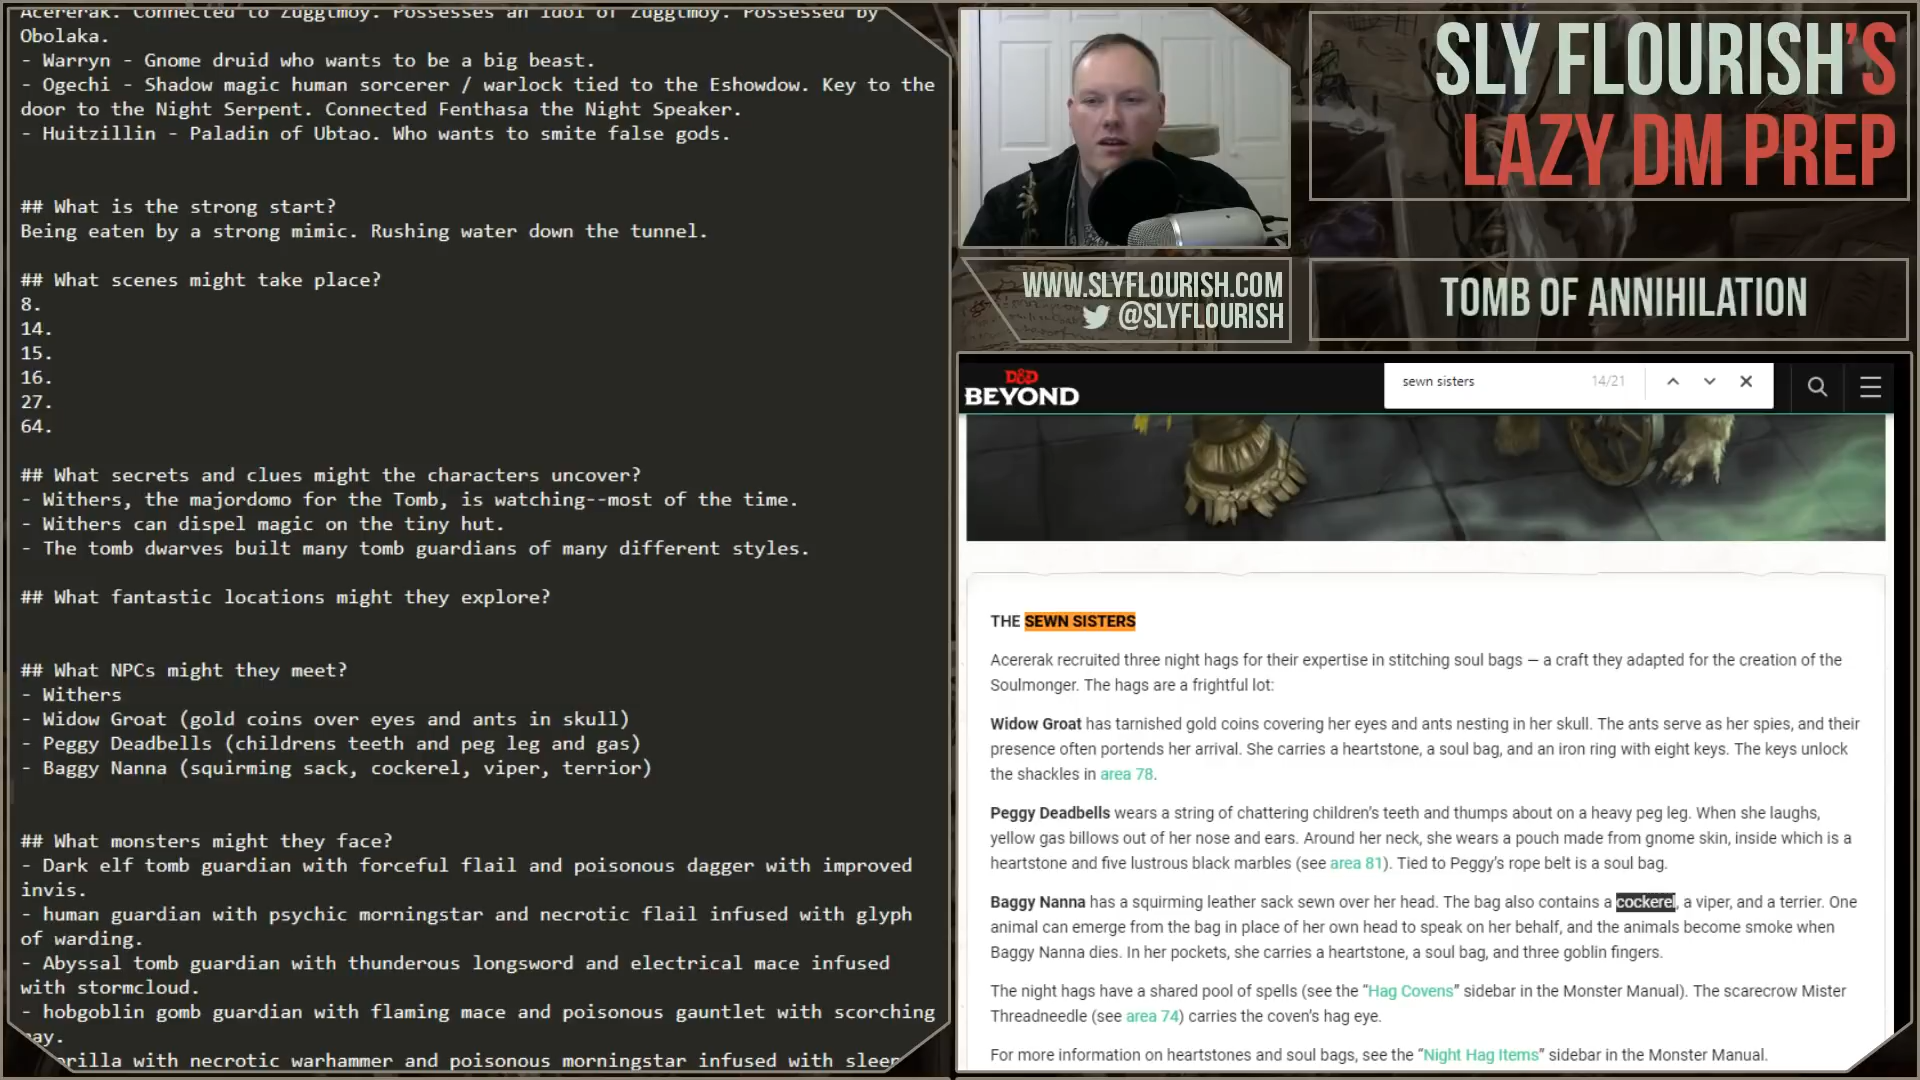 Acererak. Connected to Zuggtmoy. Possesses an idol of Zuggtmoy. Possessed by
Obolaka.
- Warryn - Gnome druid who wants to be a big beast.
- Ogechi - Shadow magic human sorcerer / warlock tied to the Eshowdow. Key to the
door to the Night Serpent. Connected Fenthasa the Night Speaker.
- Huitzillin - Paladin of Ubtao. Who wants to smite false gods.
## What is the strong start?
Being eaten by a strong mimic. Rushing water down the tunnel.
## What scenes might take place?
8.
14.
15.
16.
27.
64.
## What secrets and clues might the characters uncover?
- Withers, the majordomo for the Tomb, is watching--most of the time.
- Withers can dispel magic on the tiny hut.
- The tomb dwarves built many tomb guardians of many different styles.
## What fantastic locations might they explore?
## What NPCs might they meet?
- Withers
- Widow Groat (gold coins over eyes and ants in skull)
- Peggy Deadbells (childrens teeth and peg leg and gas)
- Baggy Nanna (squirming sack, cockerel, viper, terrior)
## What monsters might they face?
- Dark elf tomb guardian with forceful flail and poisonous dagger with improved
invis.
- human guardian with psychic morningstar and necrotic flail infused with glyph
of warding.
- Abyssal tomb guardian with thunderous longsword and electrical mace infused
with stormcloud.
- hobgoblin gomb guardian with flaming mace and poisonous gauntlet with scorching
ay.
orilla with necrotic warhammer and poisonous morningstar infused with sleep
SLY FLOURISH'S
LAZY DM PREP
WWW.SLYFLOURISH.COM
@SLYFLOURISH
TOMB OF ANNIHILATION
D&D
BEYOND
sewn sisters 14/21
THE SEWN SISTERS
Acererak recruited three night hags for their expertise in stitching soul bags — a craft they adapted for the creation of the
Soulmonger. The hags are a frightful lot:
Widow Groat has tarnished gold coins covering her eyes and ants nesting in her skull. The ants serve as her spies, and their
presence often portends her arrival. She carries a heartstone, a soul bag, and an iron ring with eight keys. The keys unlock
the shackles in area 78.
Peggy Deadbells wears a string of chattering children's teeth and thumps about on a heavy peg leg. When she laughs,
yellow gas billows out of her nose and ears. Around her neck, she wears a pouch made from gnome skin, inside which is a
heartstone and five lustrous black marbles (see area 81). Tied to Peggy's rope belt is a soul bag.
Baggy Nanna has a squirming leather sack sewn over her head. The bag also contains a cockerel, a viper, and a terrier. One
animal can emerge from the bag in place of her own head to speak on her behalf, and the animals become smoke when
Baggy Nanna dies. In her pockets, she carries a heartstone, a soul bag, and three goblin fingers.
The night hags have a shared pool of spells (see the “Hag Covens” sidebar in the Monster Manual). The scarecrow Mister
Threadneedle (see area 74) carries the coven's hag eye.
For more information on heartstones and soul bags, see the “Night Hag Items” sidebar in the Monster Manual.